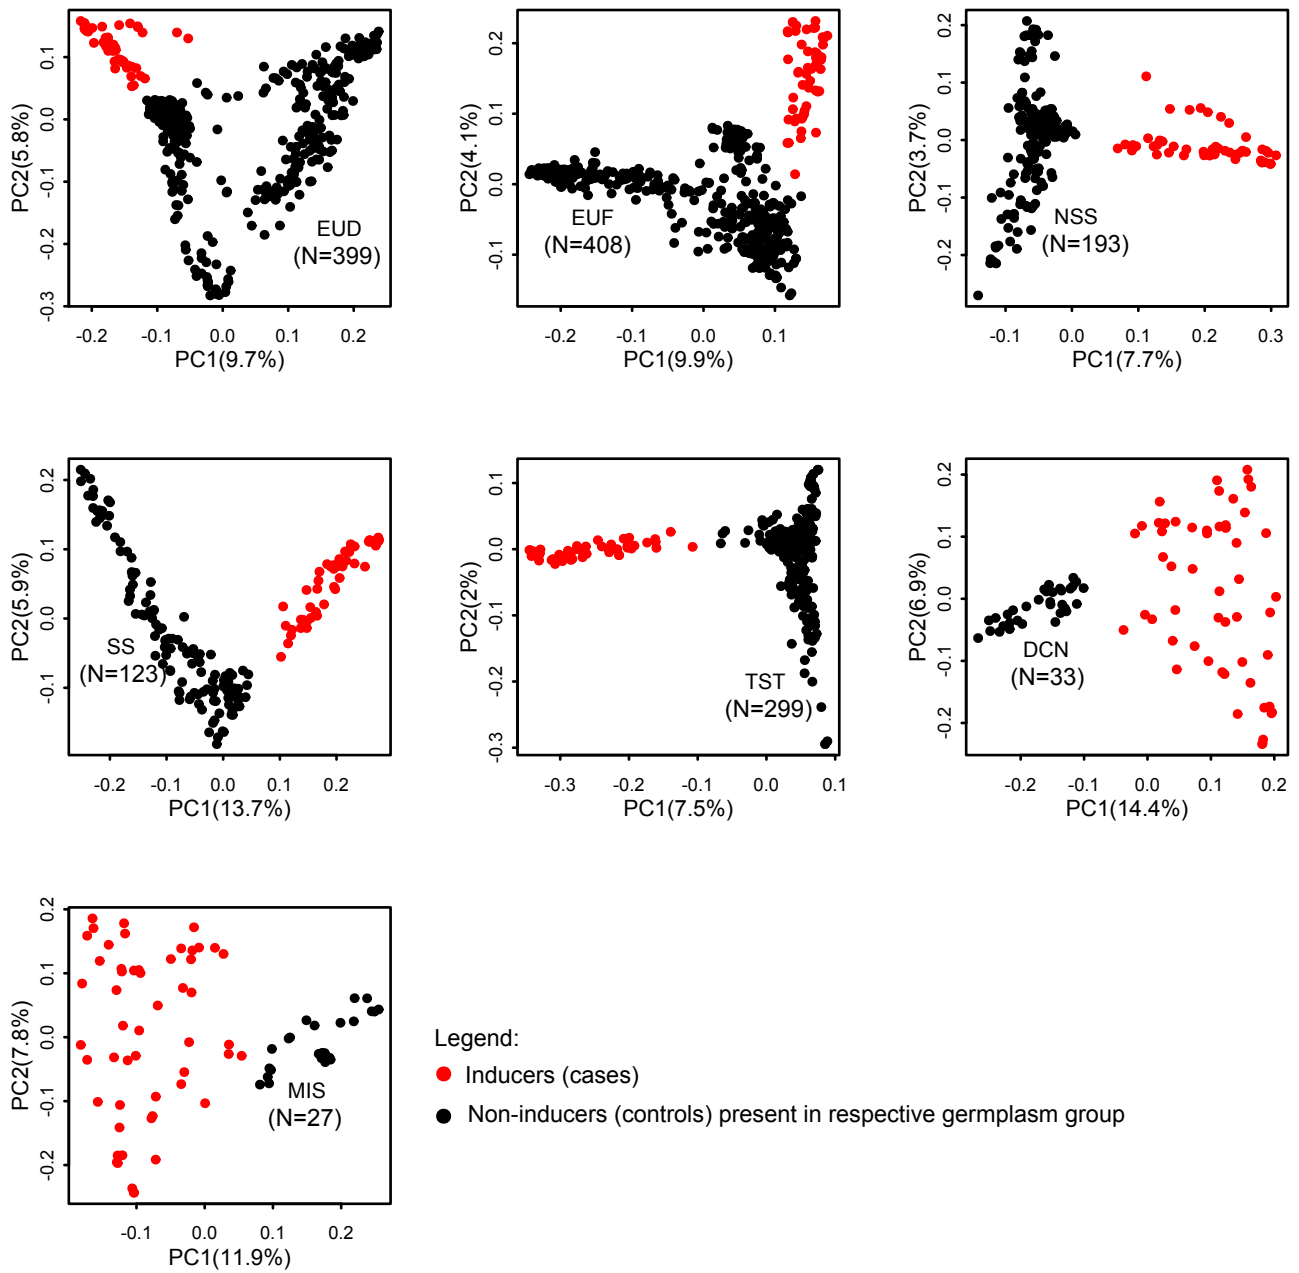 0.1
0.0
-0.1
-0.2
-0.3
PC2(5.8%)
EUD
(N=399)
-0.2 -0.1 0.0 0.1 0.2
PC1(9.7%)
0.2
0.1
0.0
-0.1
PC2(4.1%)
EUF
(N=408)
-0.2 -0.1 0.0 0.1
PC1(9.9%)
0.2
0.1
0.0
-0.1
-0.2
PC2(3.7%)
NSS
(N=193)
-0.1 0.0 0.1 0.2 0.3
PC1(7.7%)
0.2
0.1
0.0
-0.1
PC2(5.9%)
SS
(N=123)
-0.2 -0.1 0.0 0.1 0.2
PC1(13.7%)
0.1
0.0
-0.1
-0.2
-0.3
PC2(2%)
TST
(N=299)
-0.3 -0.2 -0.1 0.0 0.1
PC1(7.5%)
0.2
0.1
0.0
-0.1
-0.2
PC2(6.9%)
DCN
(N=33)
-0.2 -0.1 0.0 0.1 0.2
PC1(14.4%)
0.2
0.1
0.0
-0.1
-0.2
PC2(7.8%)
MIS
(N=27)
-0.1 0.0 0.1 0.2
PC1(11.9%)
Legend:
Inducers (cases)
Non-inducers (controls) present in respective germplasm group